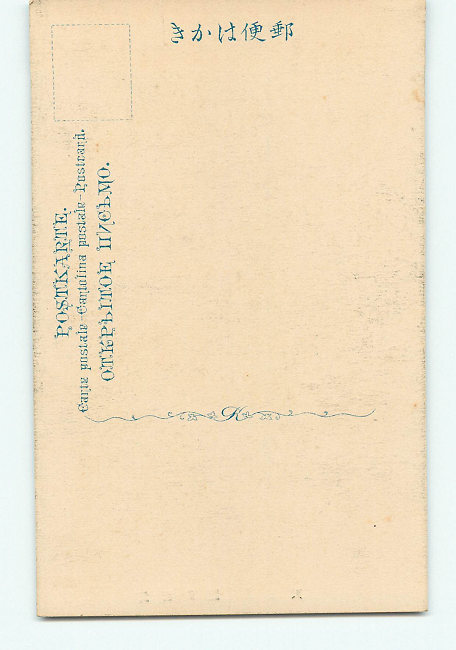 きかは便郵
POSTKARTE.
Carte postale-Cartolina postale-Postcard.
ОТКРЫТОЕ ПИСЬМО.